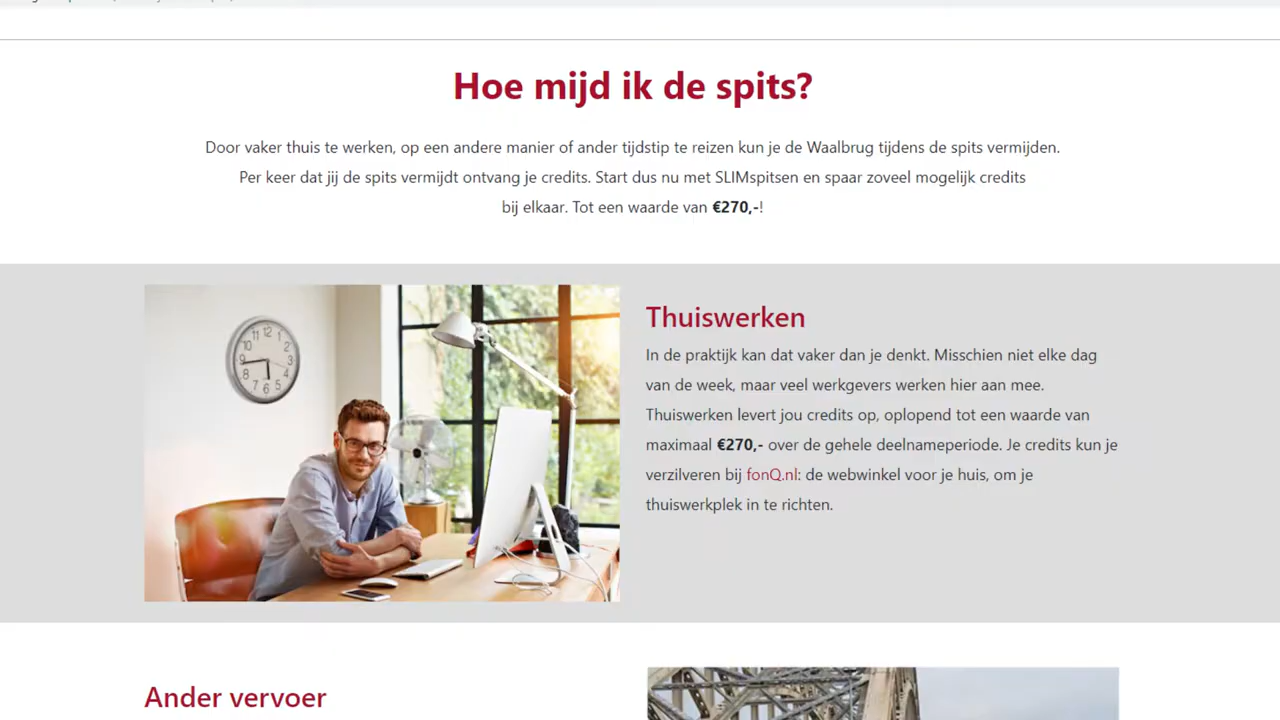 Hoe mijd ik de spits?
Door vaker thuis te werken, op een andere manier of ander tijdstip te reizen kun je de Waalbrug tijdens de spits vermijden.
Per keer dat jij de spits vermijdt ontvang je credits. Start dus nu met SLIMspitsen en spaar zoveel mogelijk credits
bij elkaar. Tot een waarde van €270,-!
Thuiswerken
In de praktijk kan dat vaker dan je denkt. Misschien niet elke dag
van de week, maar veel werkgevers werken hier aan mee.
Thuiswerken levert jou credits op, oplopend tot een waarde van
maximaal €270,- over de gehele deelnameperiode. Je credits kun je
verzilveren bij fonQ.nl: de webwinkel voor je huis, om je
thuiswerkplek in te richten.
Ander vervoer